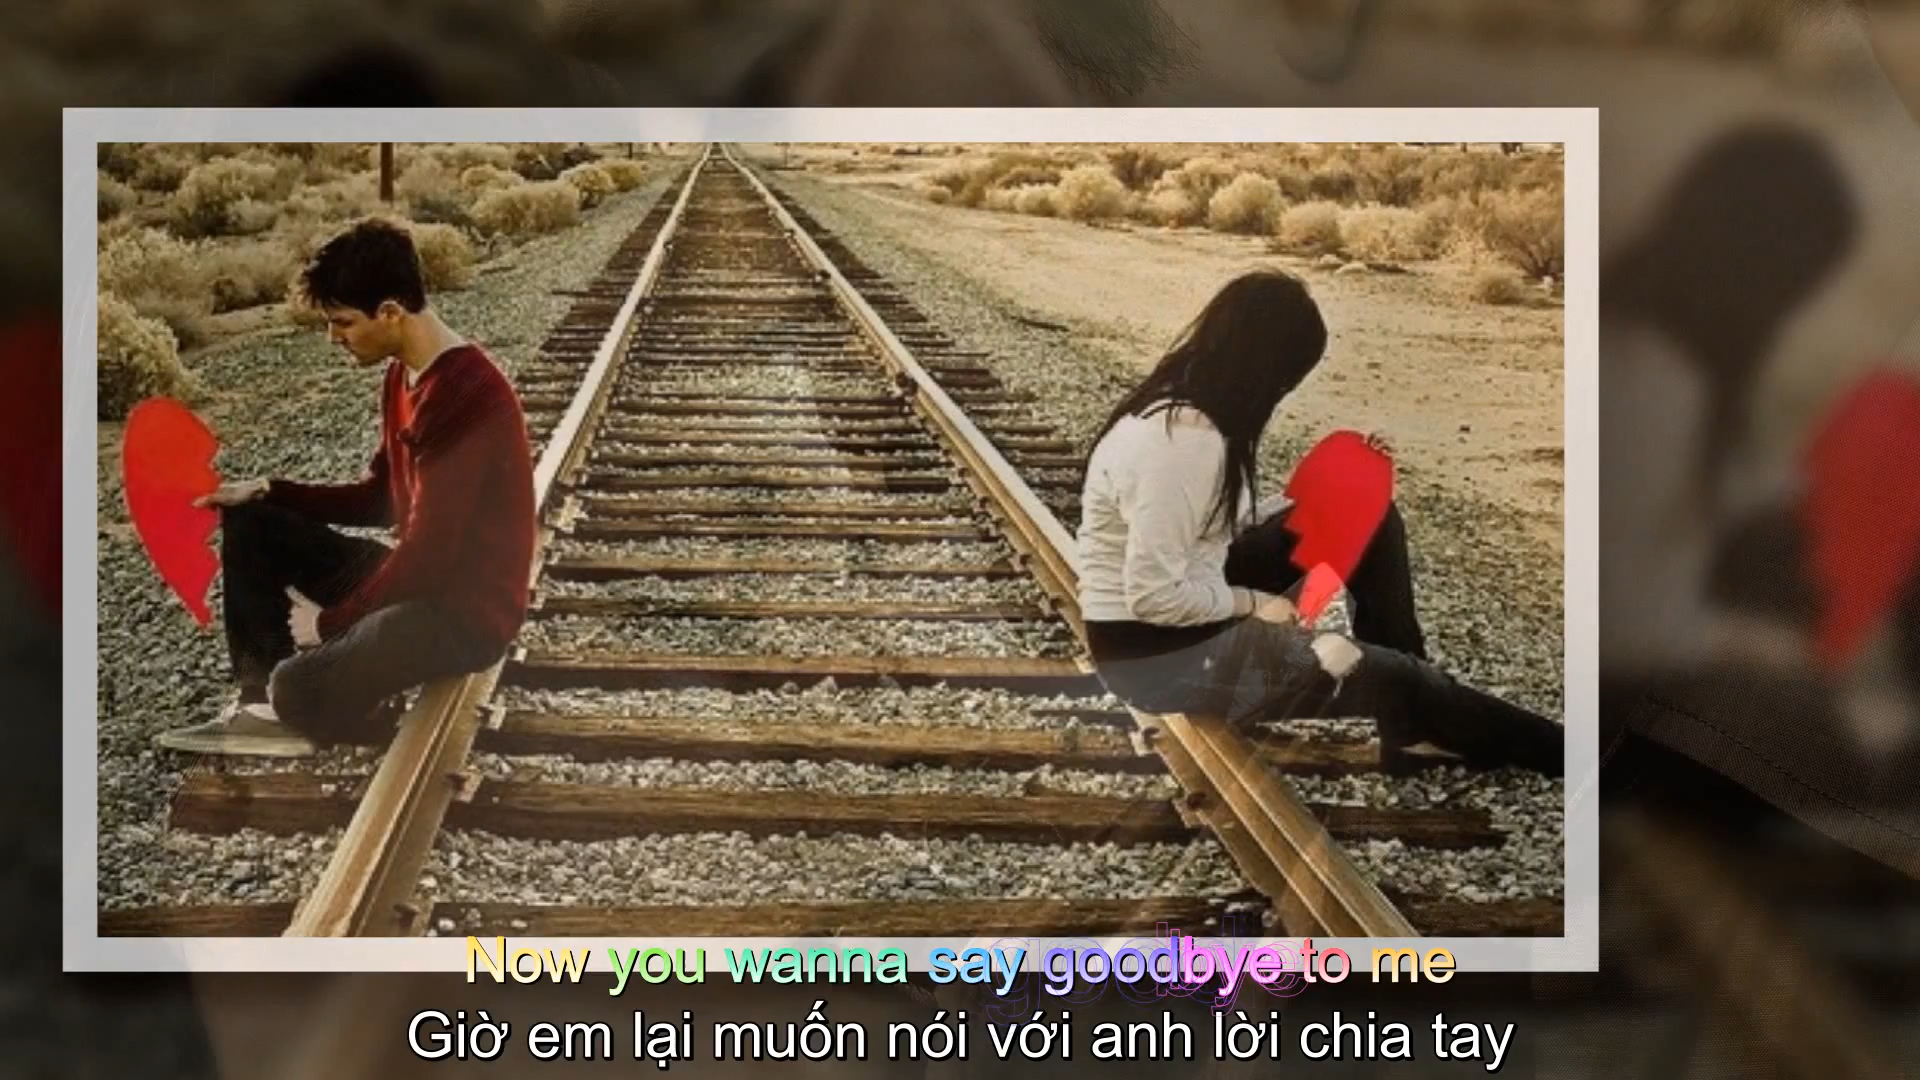 Now you wanna say goodbye to me
Giờ em lại muốn nói với anh lời chia tay